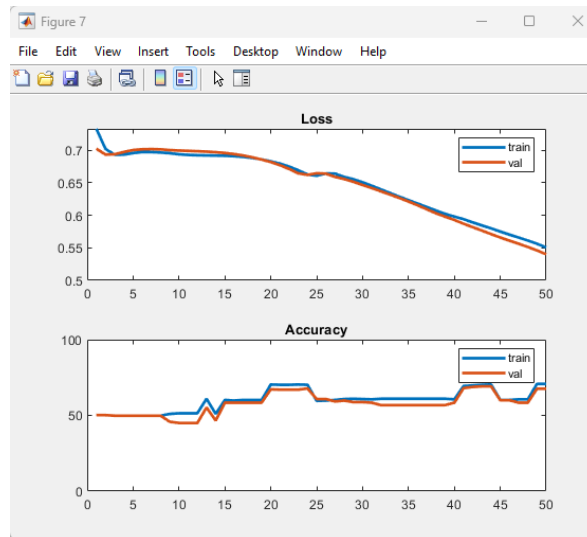 Figure 7
File Edit View Insert Tools Desktop Window Help
Loss
train
val
0.7
0.65
0.6
0.55
0.5
0 5 10 15 20 25 30 35 40 45 50
Accuracy
train
val
100
50
0
0 5 10 15 20 25 30 35 40 45 50